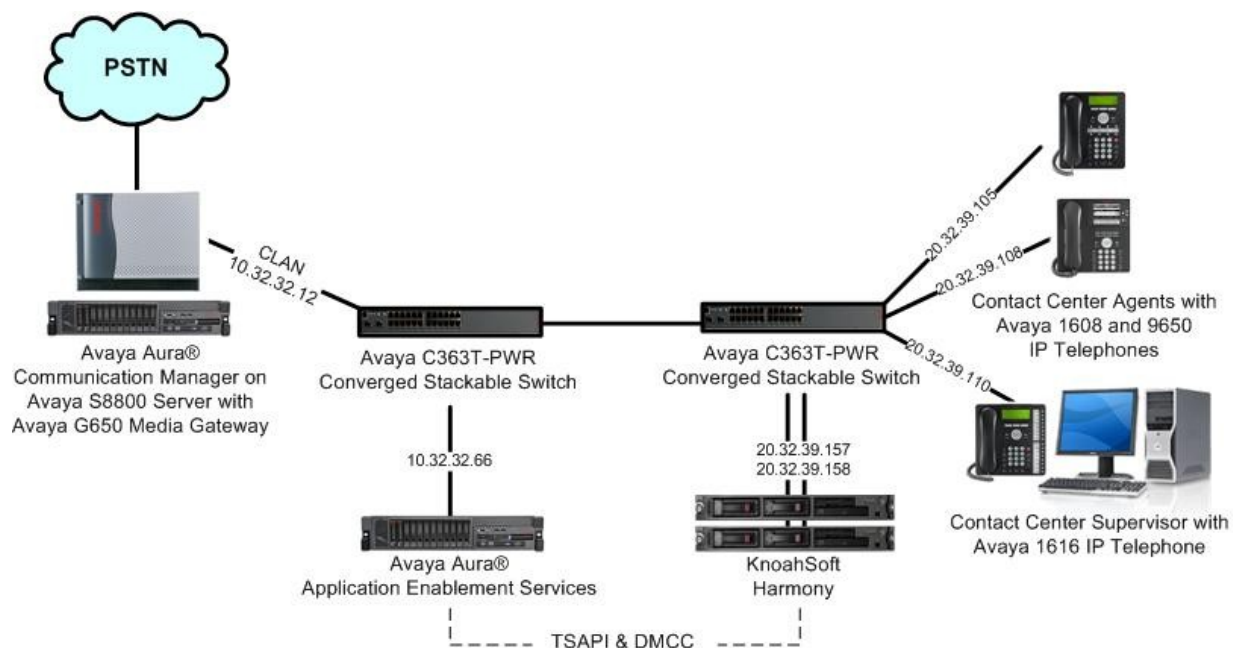 PSTN
CLAN
10.32.32.12
Avaya Aura®
Communication Manager on
Avaya S8800 Server with
Avaya G650 Media Gateway
Avaya C363T-PWR
Converged Stackable Switch
10.32.32.66
Avaya Aura®
Application Enablement Services
Avaya C363T-PWR
Converged Stackable Switch
20.32.39.157
20.32.39.158
KnoahSoft
Harmony
TSAPI & DMCC
20.32.39.105
20.32.39.108
Contact Center Agents with
Avaya 1608 and 9650
IP Telephones
20.32.39.110
Contact Center Supervisor with
Avaya 1616 IP Telephone